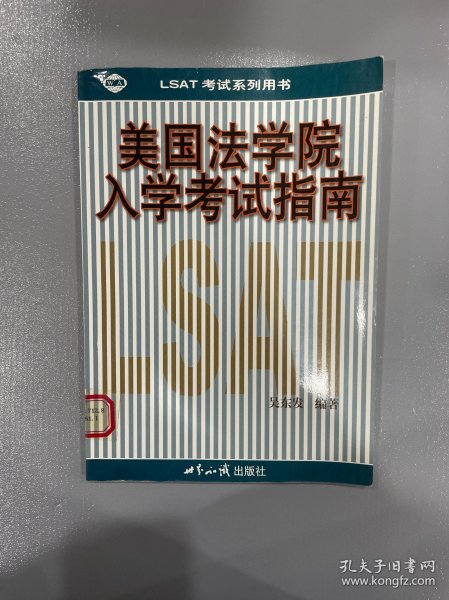 WA
LSAT 考试系列用书
美国法学院
入学考试指南
LSAT
吴东发 编著
世界知识出版社
孔夫子旧书网
www.kongfz.com